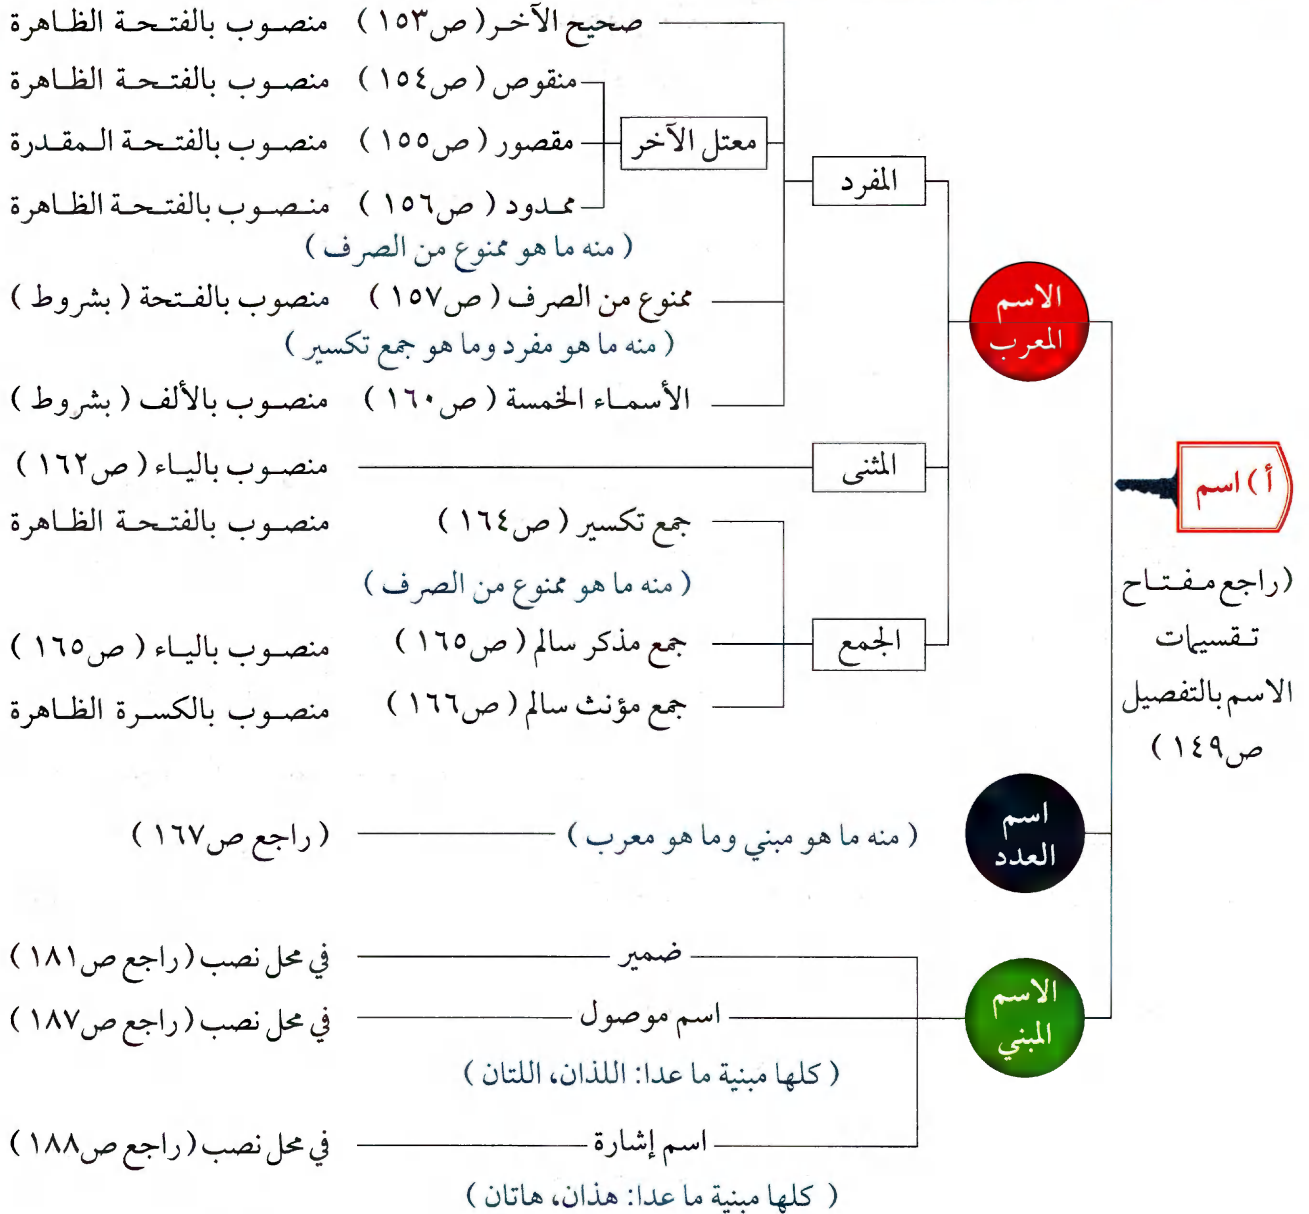 أ) اسم
(راجع مفتاح
تقسيمات
الاسم بالتفصيل
ص١٤٩)
الاسم
المعرب
المفرد
صحيح الآخر (ص١٥٣) منصوب بالفتحة الظاهرة
معتل الآخر
منقوص (ص١٥٤) منصوب بالفتحة الظاهرة
مقصور (ص١٥٥) منصوب بالفتحة المقدرة
ممدود (ص١٥٦) منصوب بالفتحة الظاهرة
(منه ما هو ممنوع من الصرف)
ممنوع من الصرف (ص١٥٧) منصوب بالفتحة (بشروط)
(منه ما هو مفرد وما هو جمع تكسير)
الأسماء الخمسة (ص١٦٠) منصوب بالألف (بشروط)
المثنى
منصوب بالياء (ص١٦٢)
الجمع
جمع تكسير (ص١٦٤) منصوب بالفتحة الظاهرة
(منه ما هو ممنوع من الصرف)
جمع مذكر سالم (ص١٦٥) منصوب بالياء (ص١٦٥)
جمع مؤنث سالم (ص١٦٦) منصوب بالكسرة الظاهرة
اسم
العدد
(منه ما هو مبني وما هو معرب) (راجع ص١٦٧)
الاسم
المبني
ضمير في محل نصب (راجع ص١٨١)
اسم موصول في محل نصب (راجع ص١٨٧)
(كلها مبنية ما عدا: اللذان، اللتان)
اسم إشارة في محل نصب (راجع ص١٨٨)
(كلها مبنية ما عدا: هذان، هاتان)